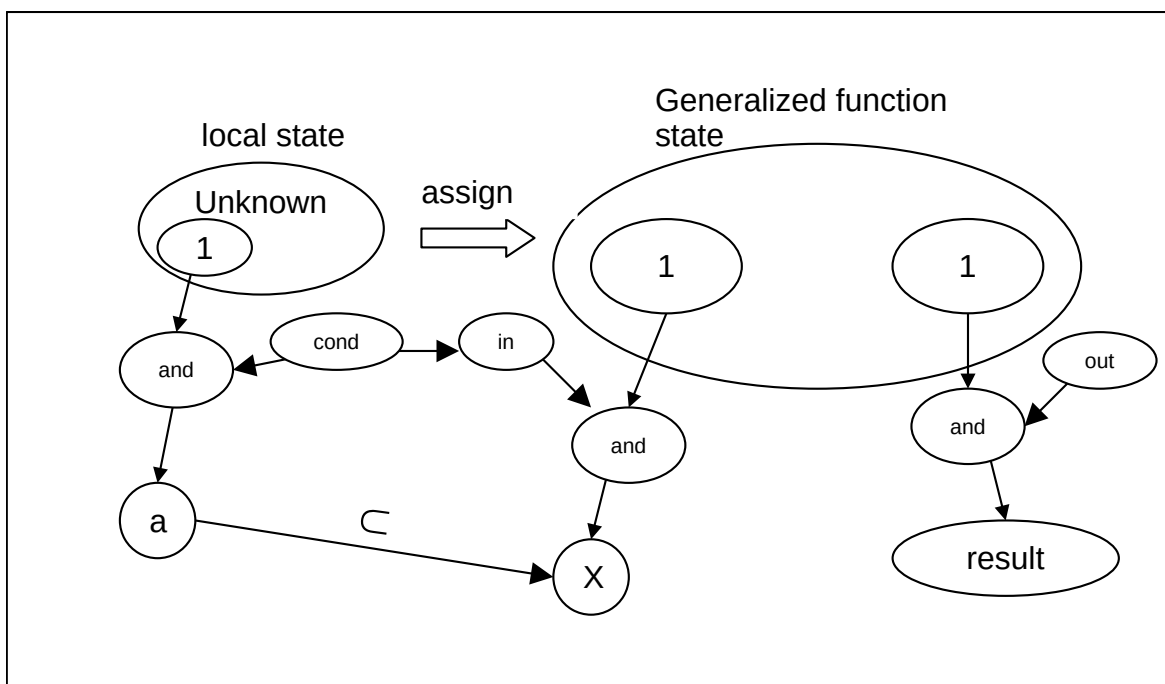 Generalized function
state
local state
Unknown
assign
1
1
1
cond
in
and
out
and
and
a
⊂
X
result